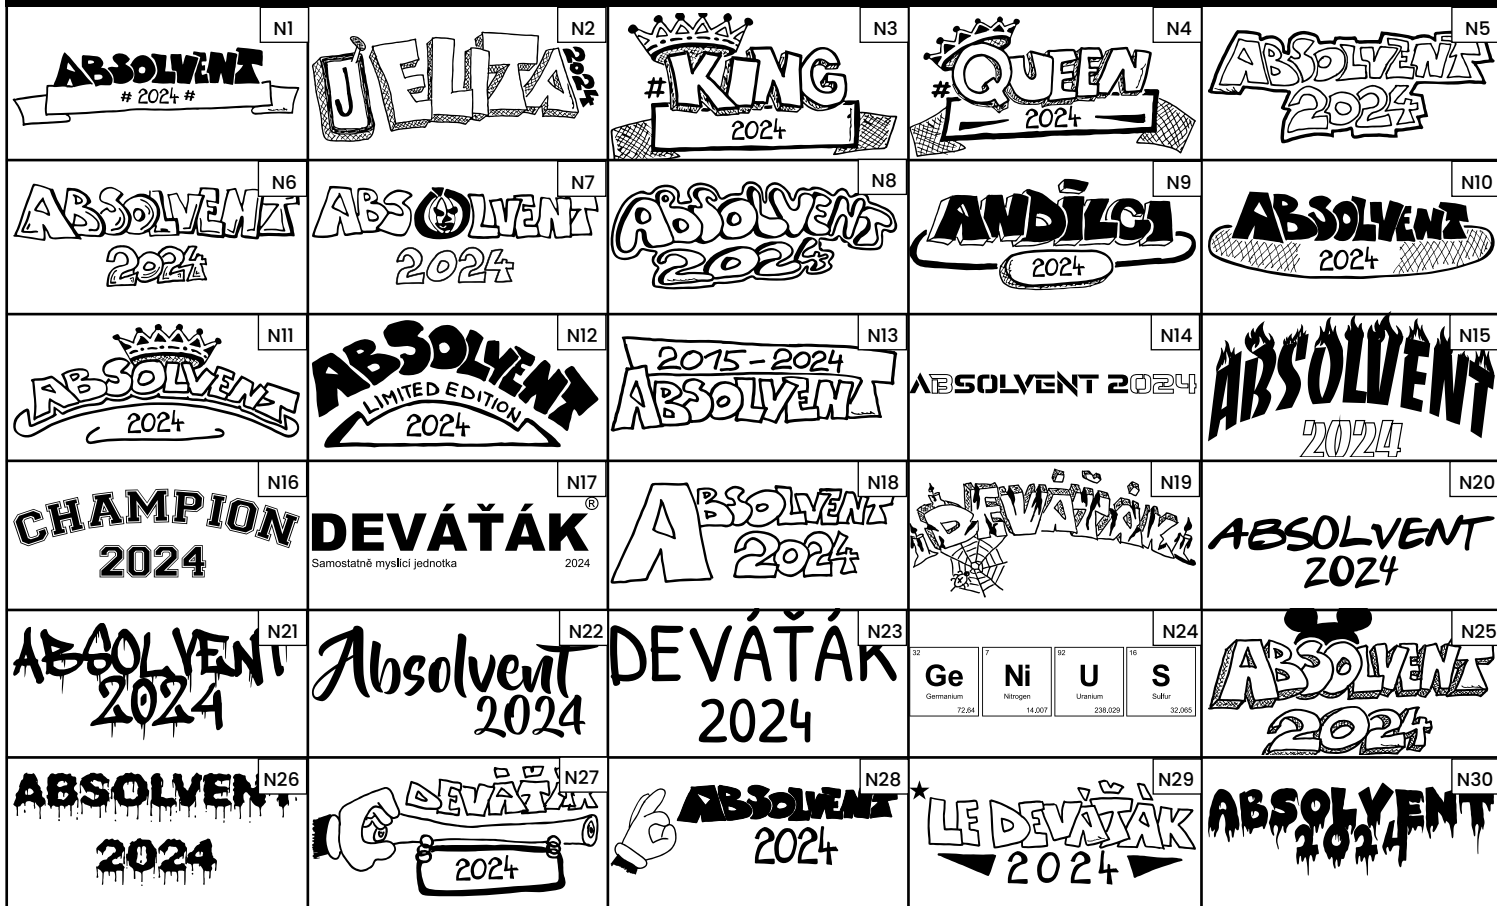 N1
ABSOLVENT
# 2024 #
N2
JELITA
2024
N3
#KING
2024
N4
#QUEEN
2024
N5
ABSOLVENT
2024
N6
ABSOLVENT
2024
N7
ABSOLVENT
2024
N8
ABSOLVENT
2024
N9
ANDÍLCI
2024
N10
ABSOLVENT
2024
N11
ABSOLVENT
2024
N12
ABSOLVENT
LIMITED EDITION
2024
N13
2015-2024
ABSOLVENT
N14
ABSOLVENT 2024
N15
ABSOLVENT
2024
N16
CHAMPION
2024
N17
DEVÁŤÁK®
Samostatně myslící jednotka 2024
N18
ABSOLVENT
2024
N19
DEVÁŤÁK
N20
ABSOLVENT
2024
N21
ABSOLVENT
2024
N22
Absolvent
2024
N23
DEVÁŤÁK
2024
N24
32 7 92 16
Ge Ni U S
Germanium Nitrogen Uranium Sulfur
72,64 14,007 238,029 32,065
N25
ABSOLVENT
2024
N26
ABSOLVENT
2024
N27
DEVÁŤÁK
2024
N28
ABSOLVENT
2024
N29
LE DEVÁŤÁK
2024
N30
ABSOLVENT
2024